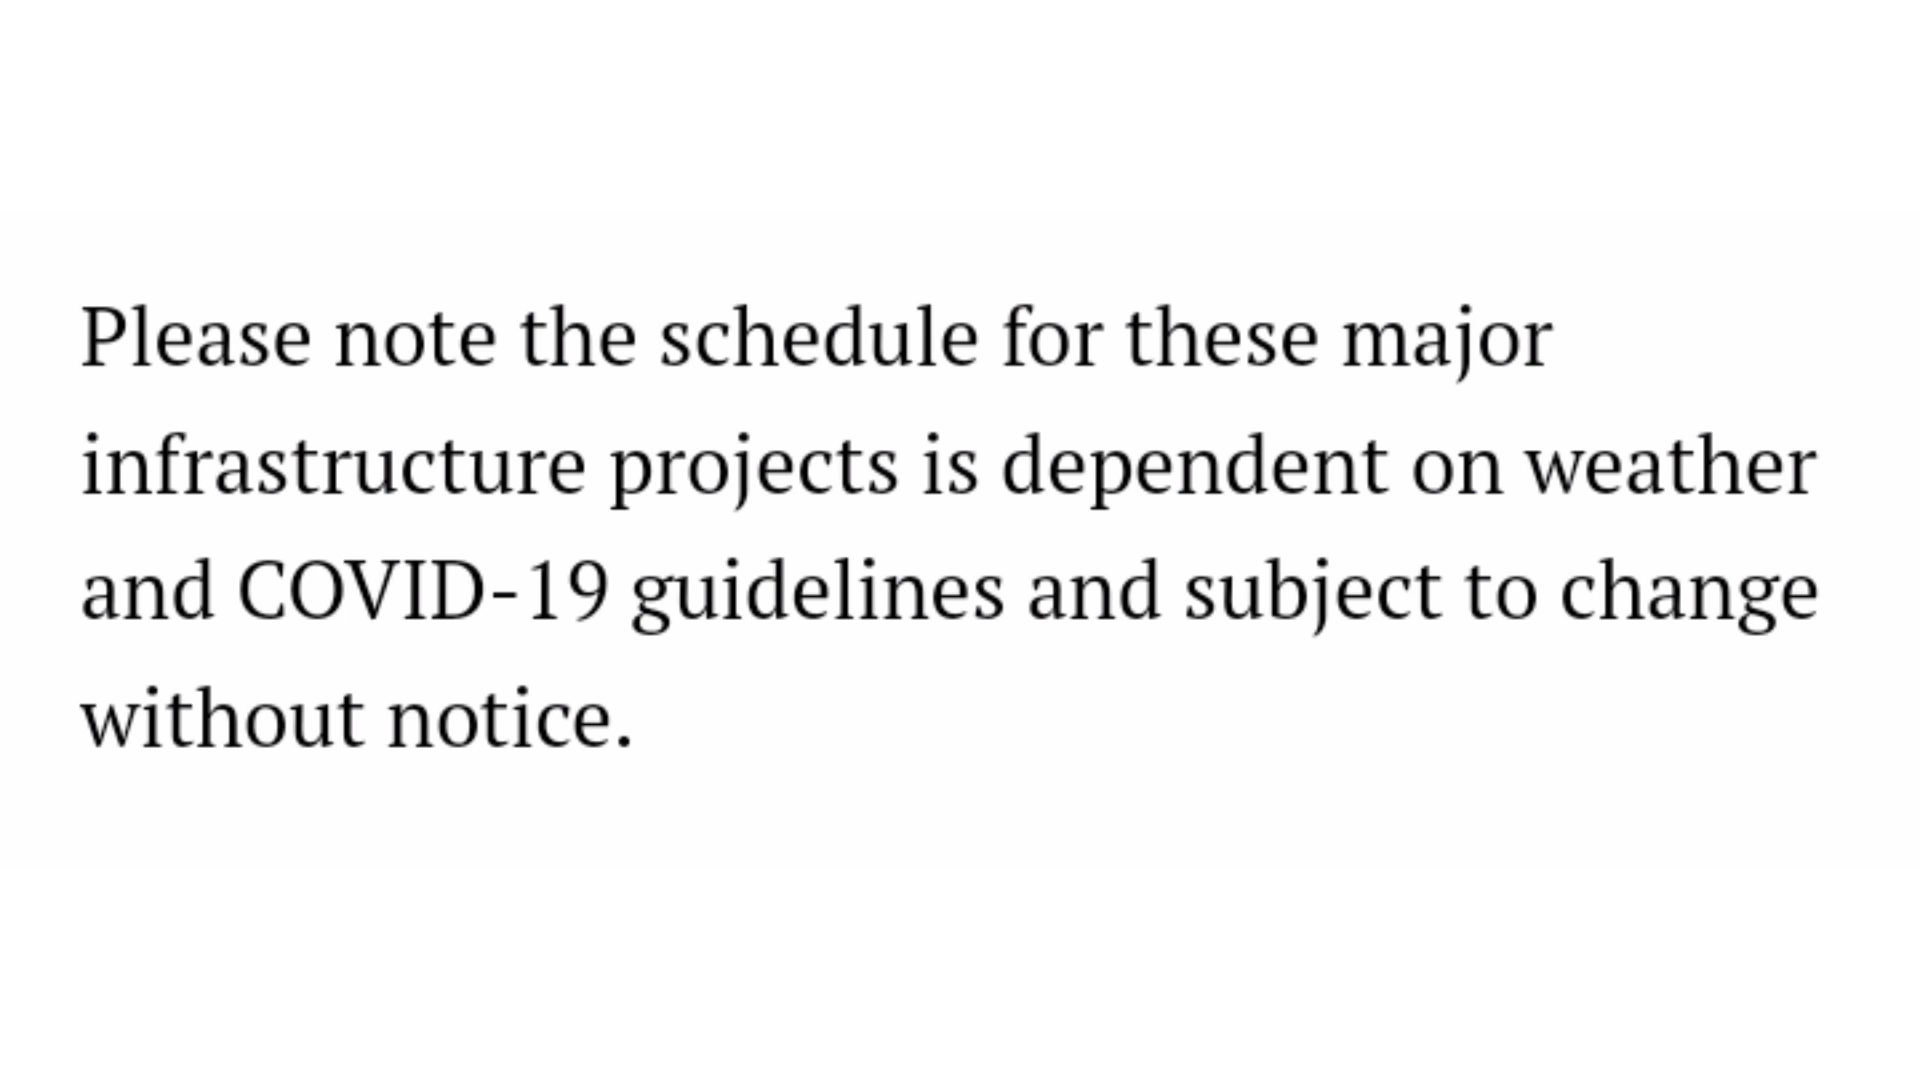 Please note the schedule for these major
infrastructure projects is dependent on weather
and COVID-19 guidelines and subject to change
without notice.